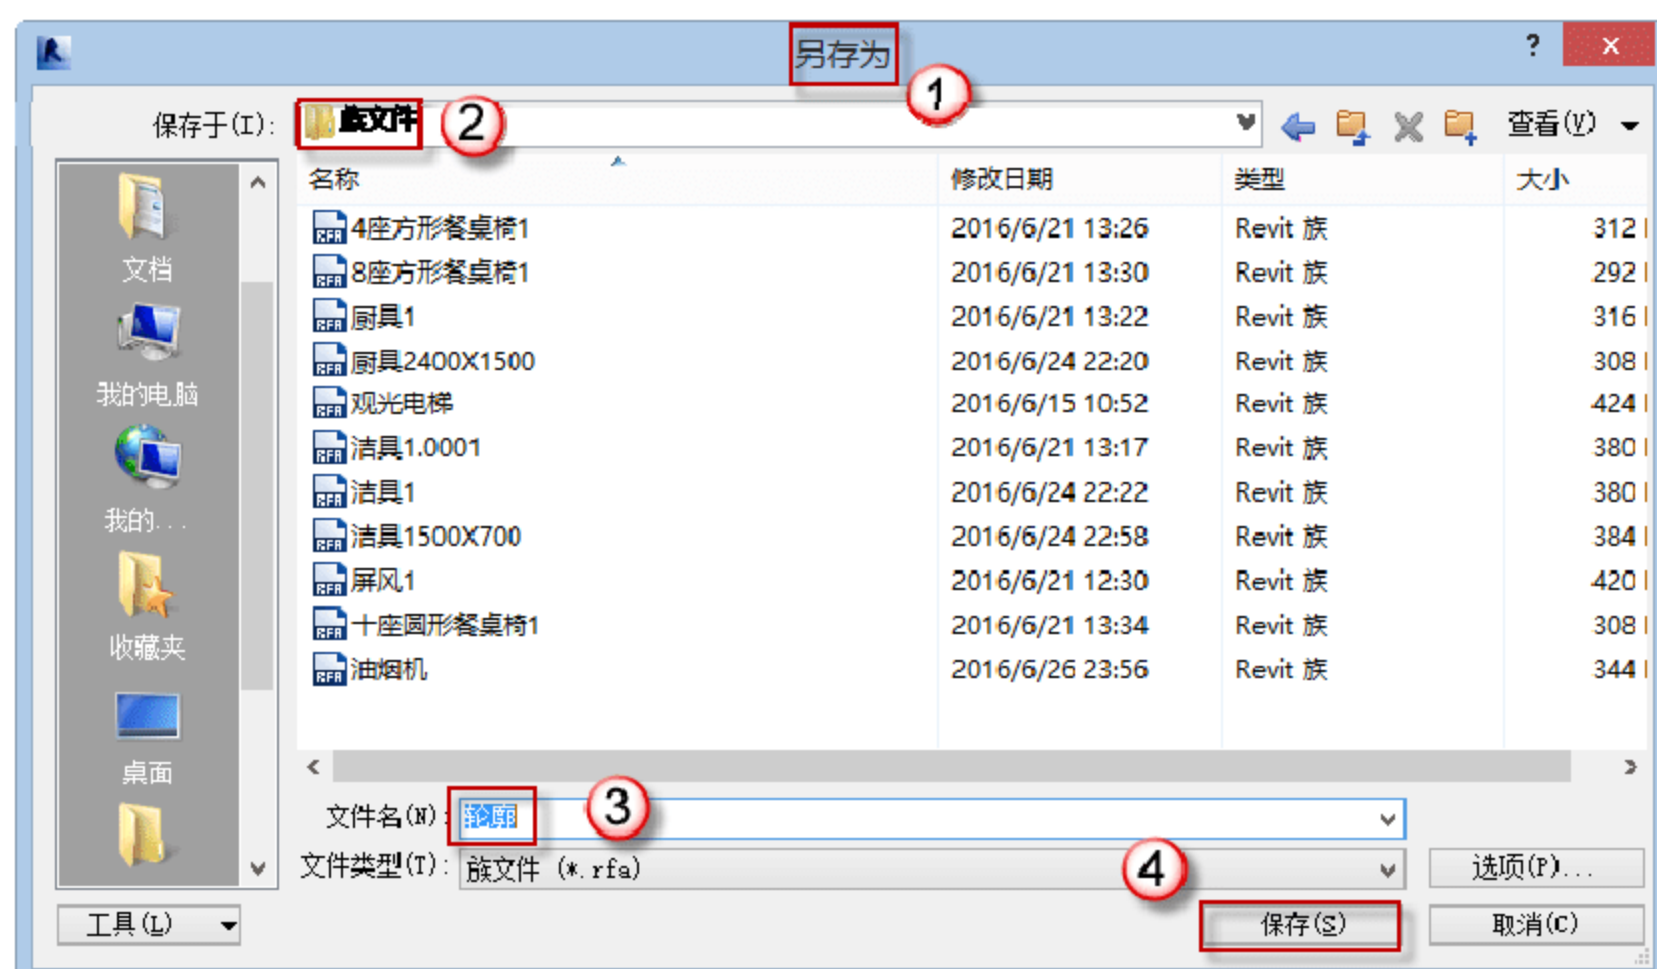 另存为 ?
1
保存于(I): 族文件 2 查看(V)
名称 修改日期 类型 大小
4座方形餐桌椅1 2016/6/21 13:26 Revit 族 312
8座方形餐桌椅1 2016/6/21 13:30 Revit 族 292
厨具1 2016/6/21 13:22 Revit 族 316
厨具2400X1500 2016/6/24 22:20 Revit 族 308
观光电梯 2016/6/15 10:52 Revit 族 424
洁具1.0001 2016/6/21 13:17 Revit 族 380
洁具1 2016/6/24 22:22 Revit 族 380
洁具1500X700 2016/6/24 22:58 Revit 族 384
屏风1 2016/6/21 12:30 Revit 族 420
十座圆形餐桌椅1 2016/6/21 13:34 Revit 族 308
油烟机 2016/6/26 23:56 Revit 族 344
文档
我的电脑
我的...
收藏夹
桌面
文件名(N): 轮廓 3
文件类型(T): 族文件 (*.rfa) 4 选项(P)...
工具(L) 保存(S) 取消(C)